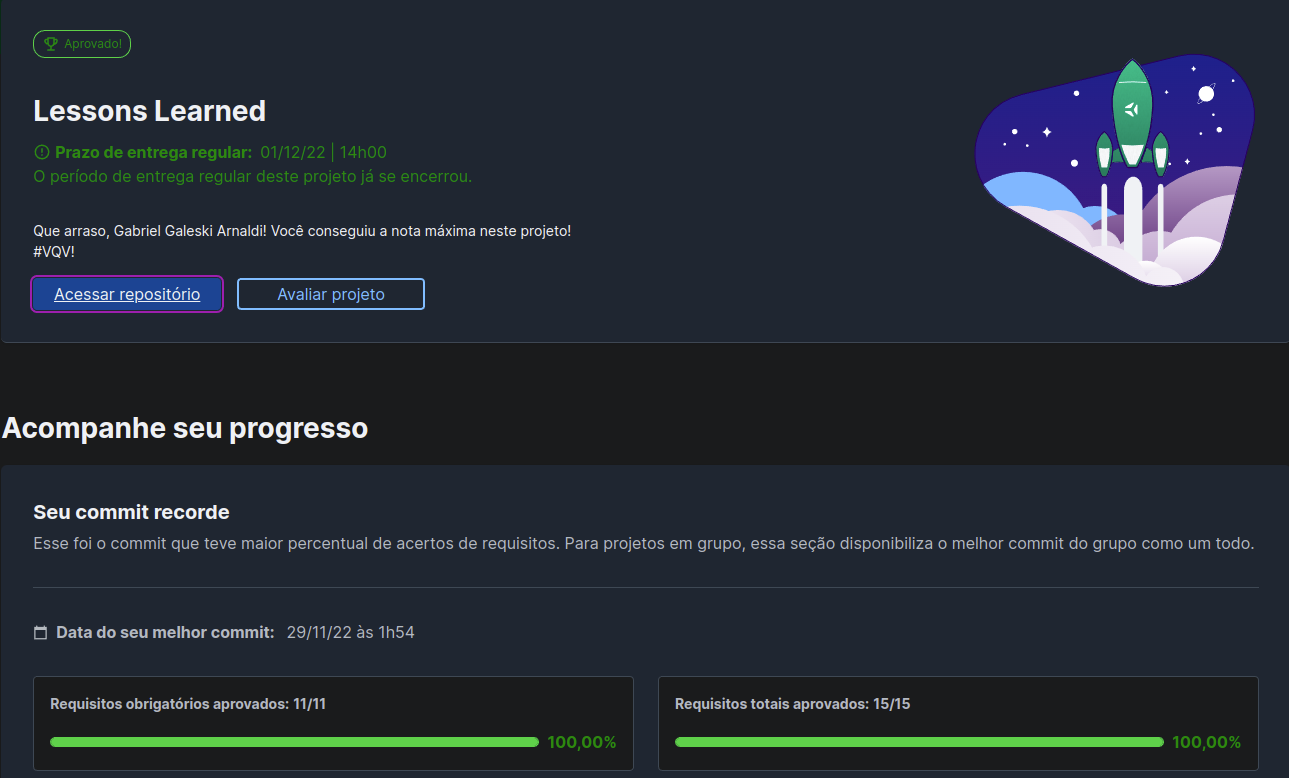 Aprovado!
Lessons Learned
Prazo de entrega regular: 01/12/22 | 14h00
O período de entrega regular deste projeto já se encerrou.
Que arraso, Gabriel Galeski Arnaldi! Você conseguiu a nota máxima neste projeto!
#VQV!
Acessar repositório
Avaliar projeto
Acompanhe seu progresso
Seu commit recorde
Esse foi o commit que teve maior percentual de acertos de requisitos. Para projetos em grupo, essa seção disponibiliza o melhor commit do grupo como um todo.
Data do seu melhor commit: 29/11/22 às 1h54
Requisitos obrigatórios aprovados: 11/11
100,00%
Requisitos totais aprovados: 15/15
100,00%